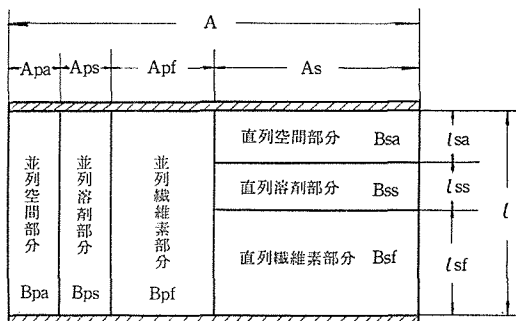 A
Apa
Aps
Apf
As
並列空間部分
Bpa
並列溶剤部分
Bps
並列繊維素部分
Bpf
直列空間部分 Bsa
直列溶剤部分 Bss
直列繊維素部分 Bsf
lsa
lss
lsf
l